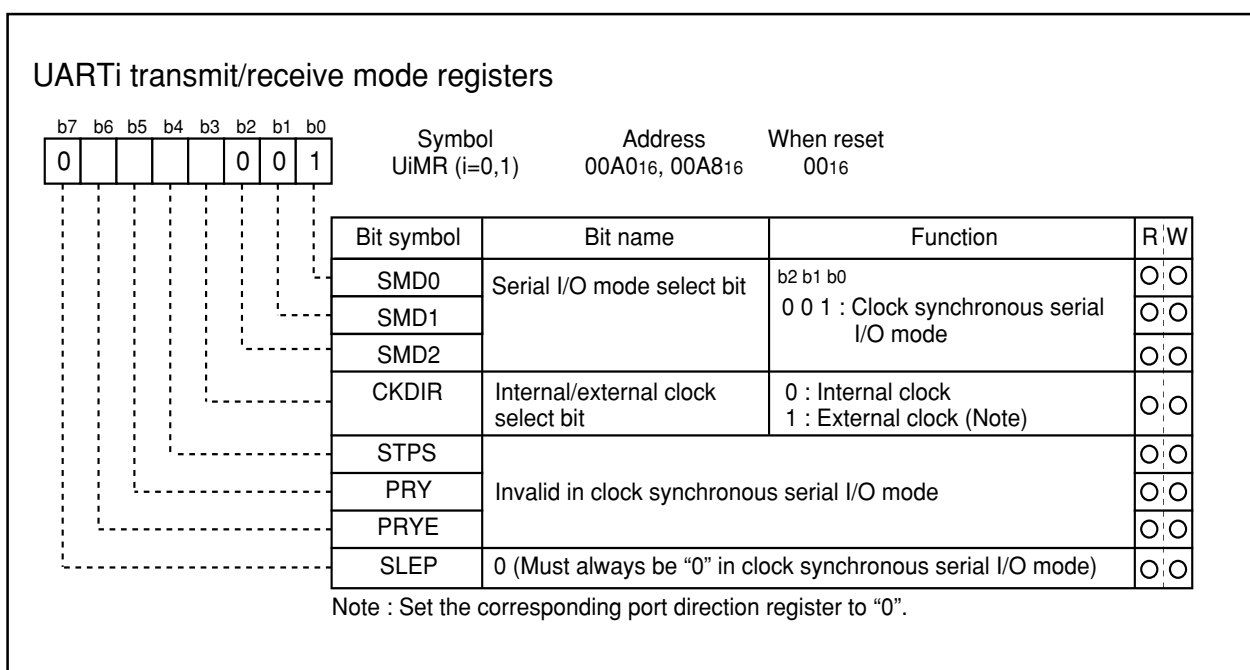 UARTi transmit/receive mode registers
b7 b6 b5 b4 b3 b2 b1 b0
0 0 0 1
Symbol Address When reset
UiMR (i=0,1) 00A016, 00A816 0016
Bit symbol Bit name Function R W
SMD0 Serial I/O mode select bit b2 b1 b0
SMD1 0 0 1 : Clock synchronous serial
I/O mode
SMD2
CKDIR Internal/external clock 0 : Internal clock
select bit 1 : External clock (Note)
STPS
PRY Invalid in clock synchronous serial I/O mode
PRYE
SLEP 0 (Must always be “0” in clock synchronous serial I/O mode)
Note : Set the corresponding port direction register to “0”.